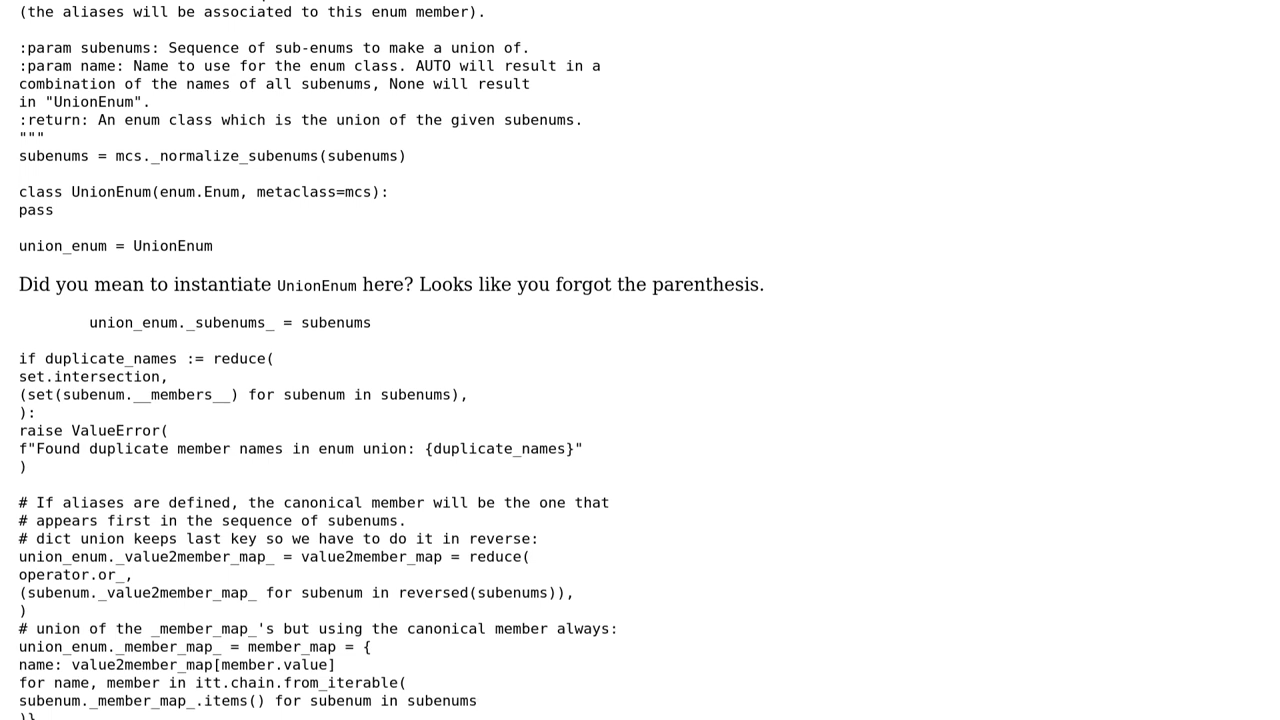 (the aliases will be associated to this enum member).
:param subenums: Sequence of sub-enums to make a union of.
:param name: Name to use for the enum class. AUTO will result in a
combination of the names of all subenums, None will result
in "UnionEnum".
:return: An enum class which is the union of the given subenums.
"""
subenums = mcs._normalize_subenums(subenums)
class UnionEnum(enum.Enum, metaclass=mcs):
pass
union_enum = UnionEnum
Did you mean to instantiate UnionEnum here? Looks like you forgot the parenthesis.
union_enum._subenums_ = subenums
if duplicate_names := reduce(
set.intersection,
(set(subenum.__members__) for subenum in subenums),
):
raise ValueError(
f"Found duplicate member names in enum union: {duplicate_names}"
)
# If aliases are defined, the canonical member will be the one that
# appears first in the sequence of subenums.
# dict union keeps last key so we have to do it in reverse:
union_enum._value2member_map_ = value2member_map = reduce(
operator.or_,
(subenum._value2member_map_ for subenum in reversed(subenums)),
)
# union of the _member_map_'s but using the canonical member always:
union_enum._member_map_ = member_map = {
name: value2member_map[member.value]
for name, member in itt.chain.from_iterable(
subenum._member_map_.items() for subenum in subenums
)}